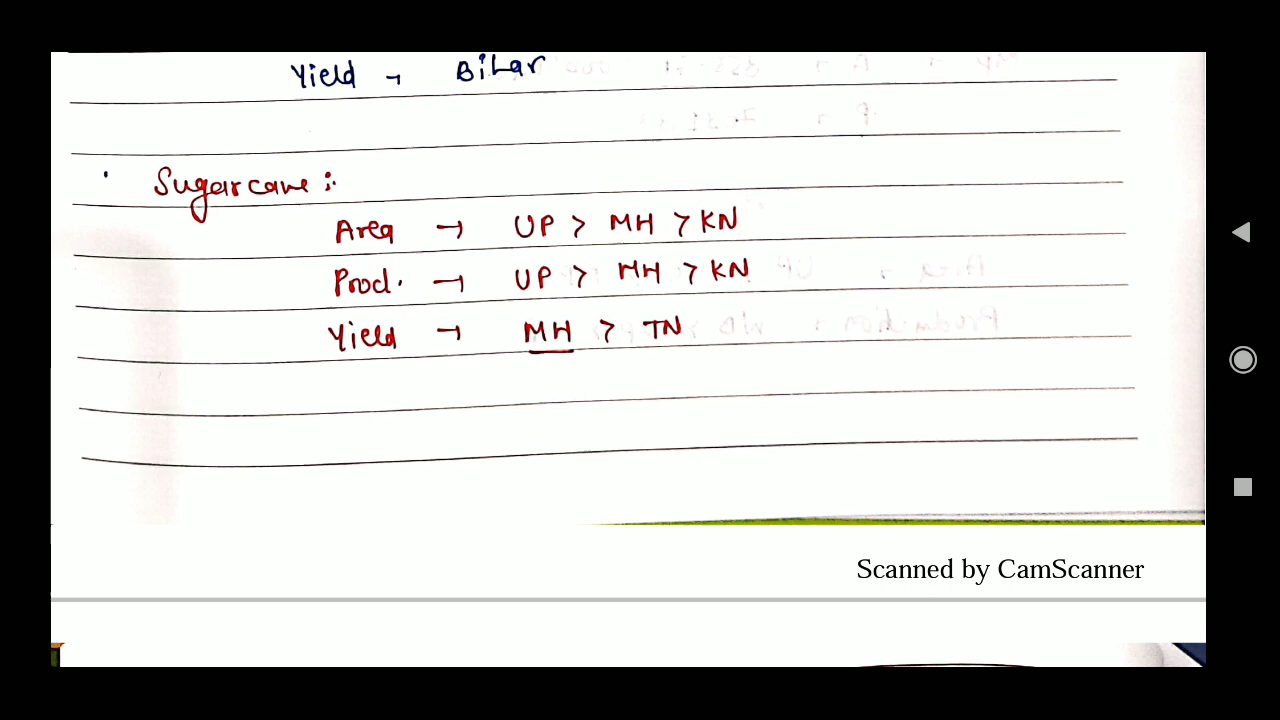 Yield → Bihar
Sugarcane :-
Area → UP > MH > KN
Prod. → UP > MH > KN
Yield → MH > TN
Scanned by CamScanner